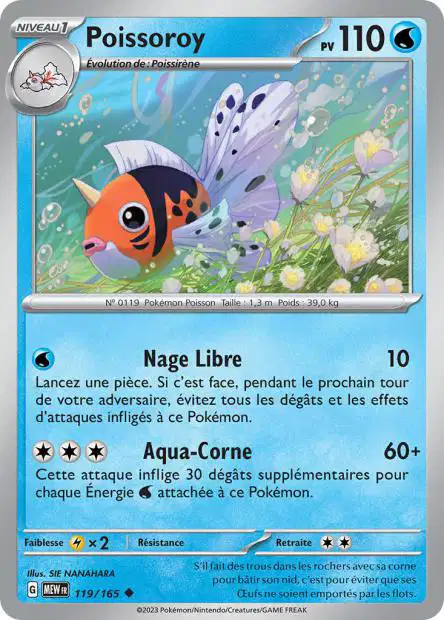 NIVEAU 1
Poissoroy
PV 110
Évolution de : Poissirène
N° 0119 Pokémon Poisson Taille : 1,3 m Poids : 39,0 kg
Nage Libre 10
Lancez une pièce. Si c'est face, pendant le prochain tour
de votre adversaire, évitez tous les dégâts et les effets
d'attaques infligés à ce Pokémon.
Aqua-Corne 60+
Cette attaque inflige 30 dégâts supplémentaires pour
chaque Énergie attachée à ce Pokémon.
Faiblesse ×2 Résistance Retraite
Illus. SIE NANAHARA
G MEW FR 119/165
S'il fait des trous dans les rochers avec sa corne
pour bâtir son nid, c'est pour éviter que ses
Œufs ne soient emportés par les flots.
©2023 Pokémon/Nintendo/Creatures/GAME FREAK